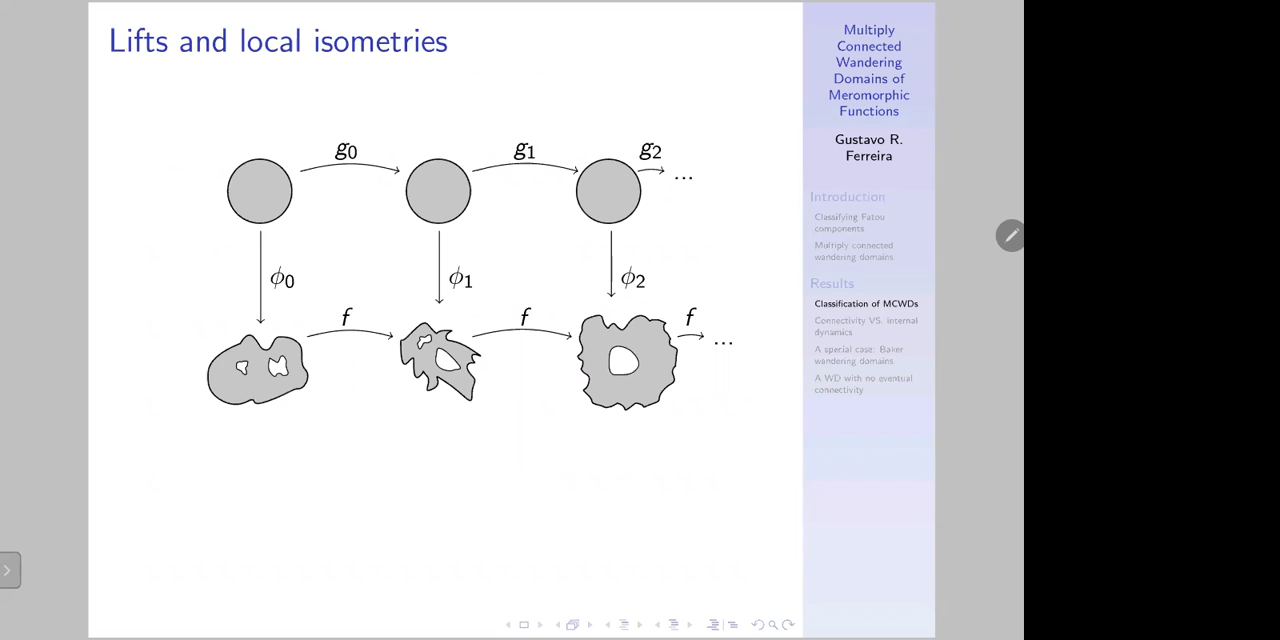 Lifts and local isometries
g0 g1 g2
...
ϕ0 ϕ1 ϕ2
f f f
...
Multiply
Connected
Wandering
Domains of
Meromorphic
Functions
Gustavo R.
Ferreira
Introduction
Classifying Fatou
components
Multiply connected
wandering domains
Results
Classification of MCWDs
Connectivity VS. internal
dynamics
A special case: Baker
wandering domains
A WD with no eventual
connectivity